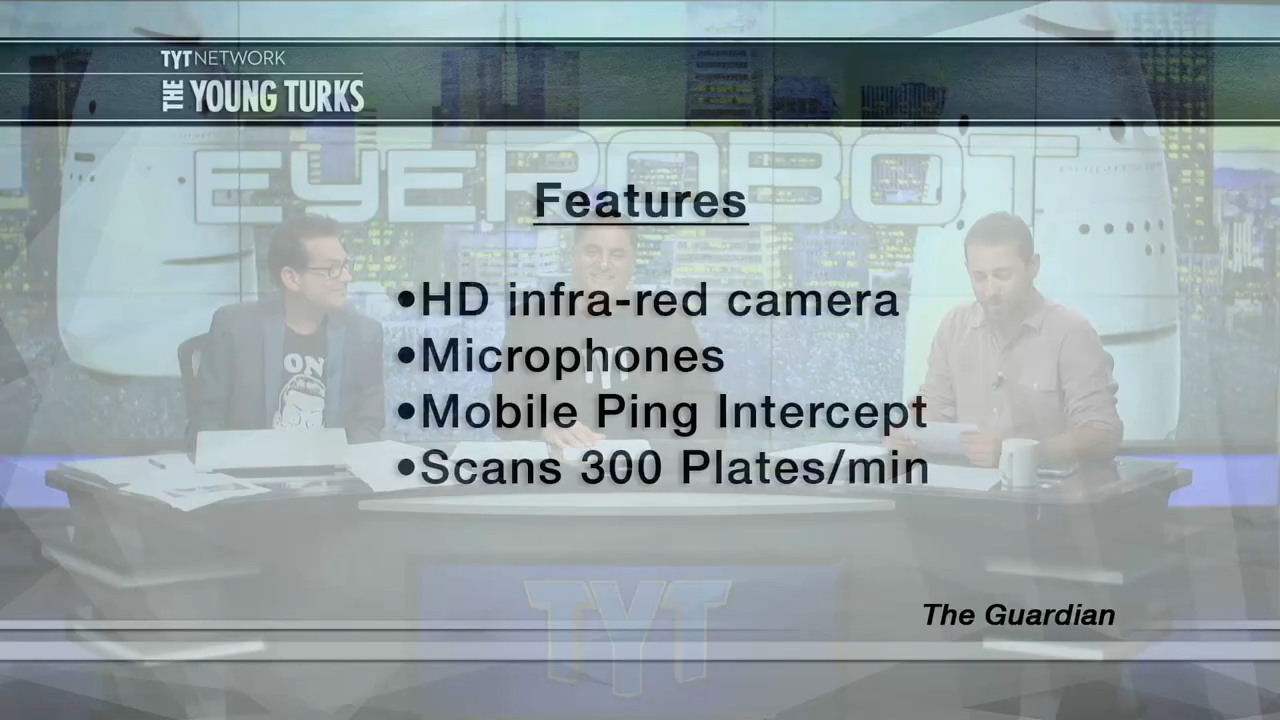 TYT NETWORK
THE YOUNG TURKS
EYEROBOT
Features
•HD infra-red camera
•Microphones
•Mobile Ping Intercept
•Scans 300 Plates/min
ON
TYT
The Guardian